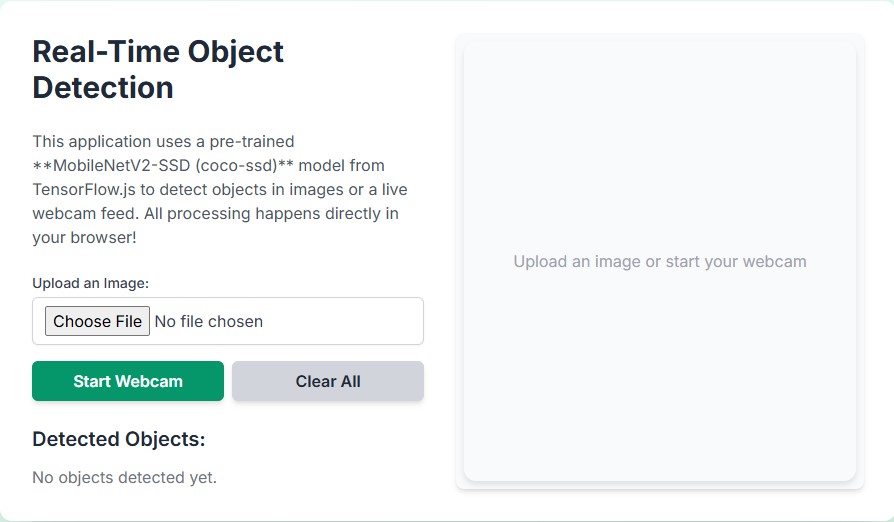 Real-Time Object
Detection
This application uses a pre-trained
**MobileNetV2-SSD (coco-ssd)** model from
TensorFlow.js to detect objects in images or a live
webcam feed. All processing happens directly in
your browser!
Upload an Image:
Choose File No file chosen
Start Webcam
Clear All
Detected Objects:
No objects detected yet.
Upload an image or start your webcam